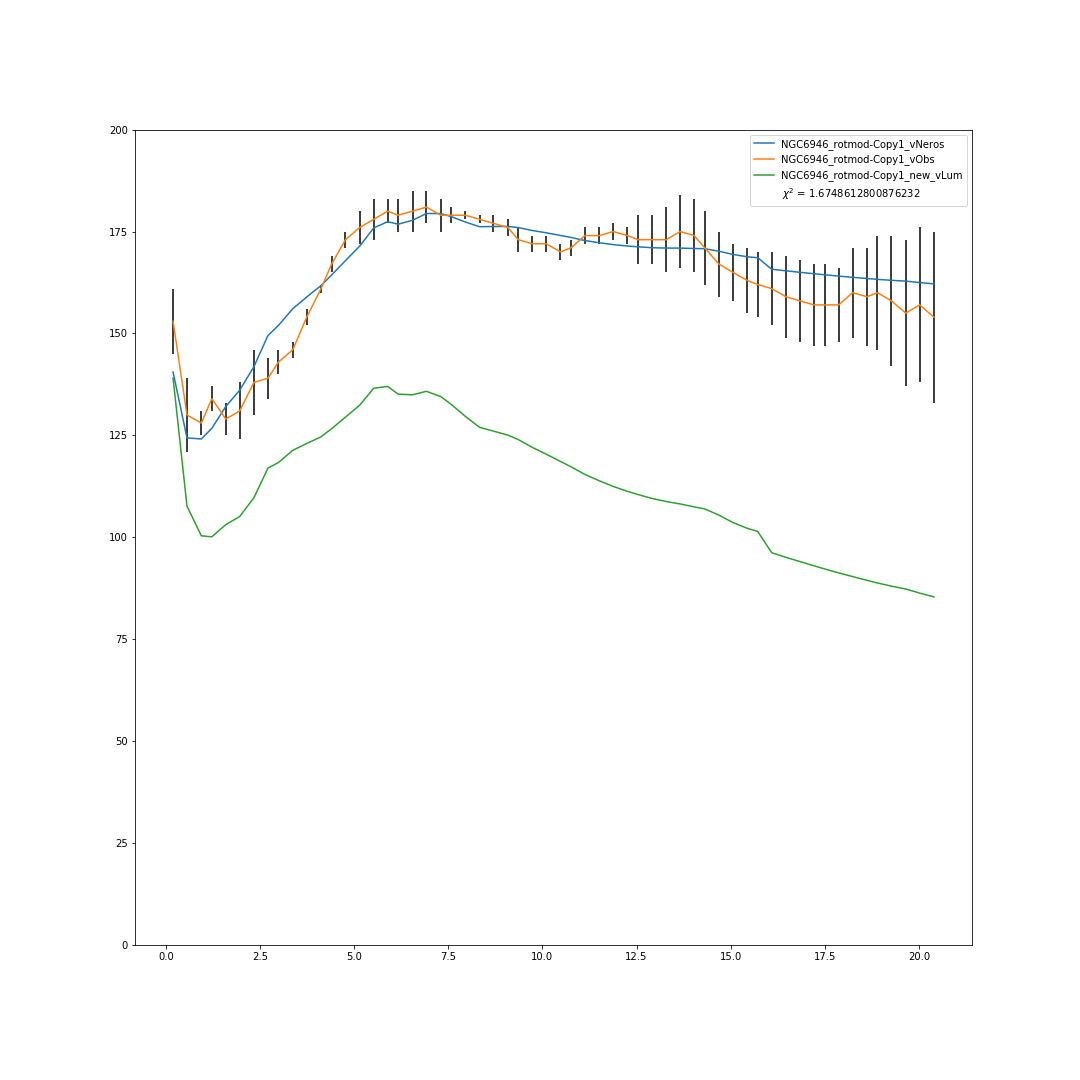 200
175
150
125
100
75
50
25
0
0.0 2.5 5.0 7.5 10.0 12.5 15.0 17.5 20.0
NGC6946_rotmod-Copy1_vNeros
NGC6946_rotmod-Copy1_vObs
NGC6946_rotmod-Copy1_new_vLum
χ² = 1.6748612800876232